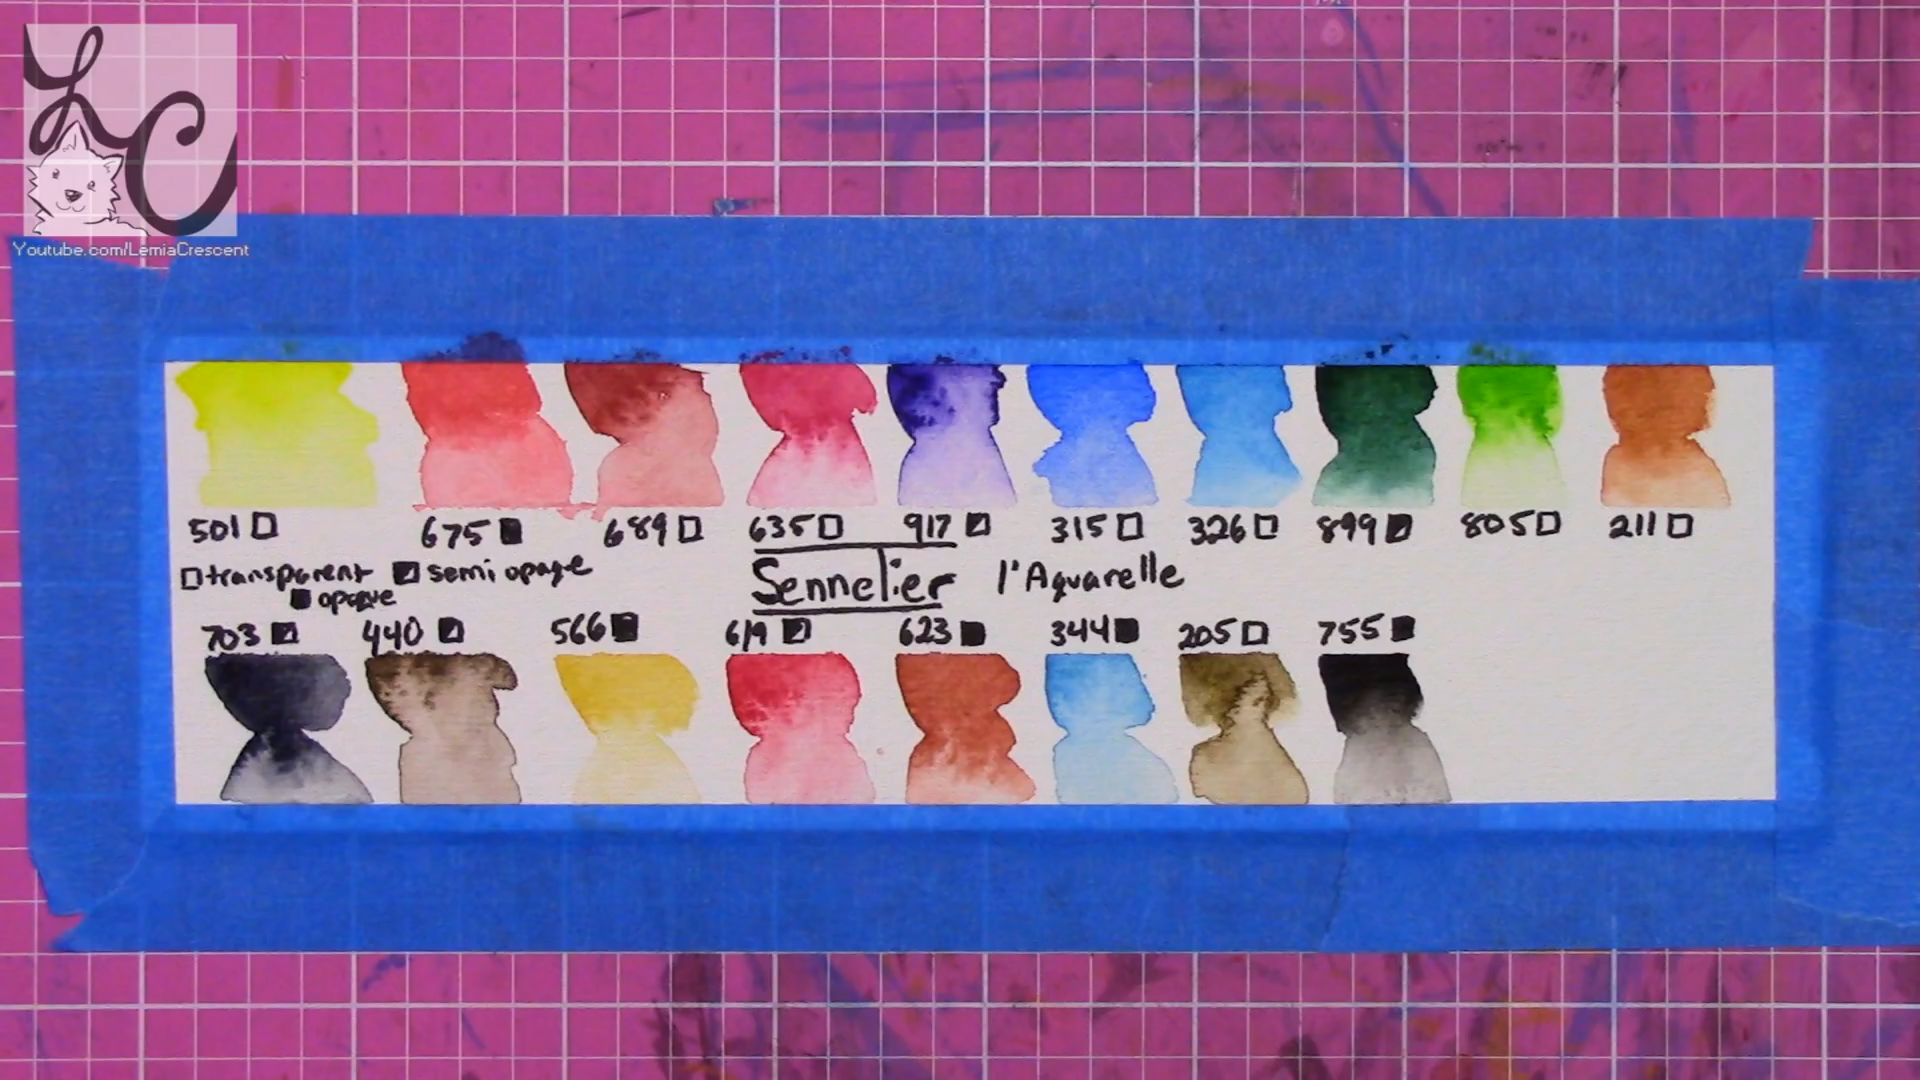 LC
Youtube.com/LemiaCrescent
501 675 689 635 917 315 326 899 805 211
transparent semi opaqe
opaque
Sennelier l'Aquarelle
703 440 566 619 623 344 205 755